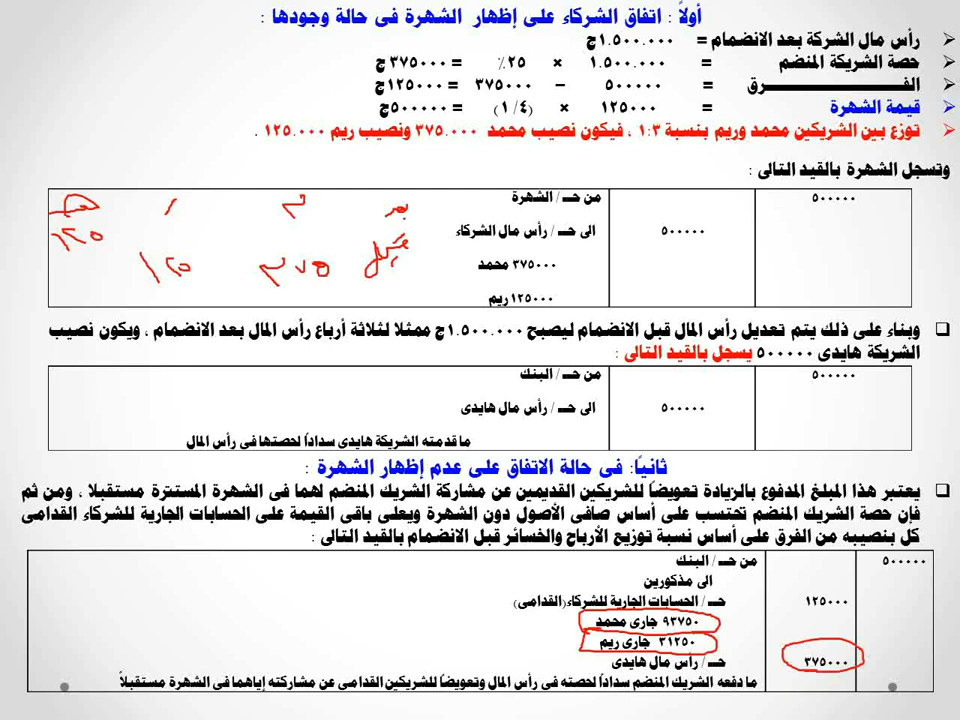 أولاً : اتفاق الشركاء على إظهار الشهرة فى حالة وجودها :
رأس مال الشركة بعد الانضمام = ١.٥٠٠.٠٠٠ج
حصة الشريكة المنضم = ١.٥٠٠.٠٠٠ × ٢٥٪ = ٣٧٥٠٠٠ ج
الفـــــــــرق = ٥٠٠٠٠٠ – ٣٧٥٠٠٠ = ١٢٥٠٠٠ج
قيمة الشهرة = ١٢٥٠٠٠ × (١/٤) = ٥٠٠٠٠٠ج
توزع بين الشريكين محمد وريم بنسبة ١:٣ ، فيكون نصيب محمد ٣٧٥.٠٠٠ ونصيب ريم ١٢٥.٠٠٠ .
وتسجل الشهرة بالقيد التالى :
٥٠٠٠٠٠ من حـ / الشهرة
٥٠٠٠٠٠ الى حـ / رأس مال الشركاء
٣٧٥٠٠٠ محمد
١٢٥٠٠٠ ريم
٣٧٥ ١٢٥ ١٢٥
وبناء على ذلك يتم تعديل رأس المال قبل الانضمام ليصبح ١.٥٠٠.٠٠٠ج ممثلا لثلاثة أرباع رأس المال بعد الانضمام ، ويكون نصيب
الشريكة هايدى ٥٠٠٠٠٠ يسجل بالقيد التالى :
٥٠٠٠٠٠ من حـ / البنك
٥٠٠٠٠٠ الى حـ / رأس مال هايدى
ما قدمته الشريكة هايدى سداداً لحصتها فى رأس المال
ثانيًا: فى حالة الاتفاق على عدم إظهار الشهرة :
يعتبر هذا المبلغ المدفوع بالزيادة تعويضاً للشريكين القديمين عن مشاركة الشريك المنضم لهما فى الشهرة المستترة مستقبلا ، ومن ثم
فإن حصة الشريك المنضم تحتسب على أساس صافى الأصول دون الشهرة ويعلى باقى القيمة على الحسابات الجارية للشركاء القدامى
كل بنصيبه من الفرق على أساس نسبة توزيع الأرباح والخسائر قبل الانضمام بالقيد التالى :
٥٠٠٠٠٠ من حـ / البنك
الى مذكورين
١٢٥٠٠٠ حـ / الحسابات الجارية للشركاء(القدامى)
٩٣٧٥٠ جارى محمد
٣١٢٥٠ جارى ريم
٣٧٥٠٠٠ حـ / رأس مال هايدى
ما دفعه الشريك المنضم سداداً لحصته فى رأس المال وتعويضاً للشريكين القدامى عن مشاركته إياهما فى الشهرة مستقبلاً